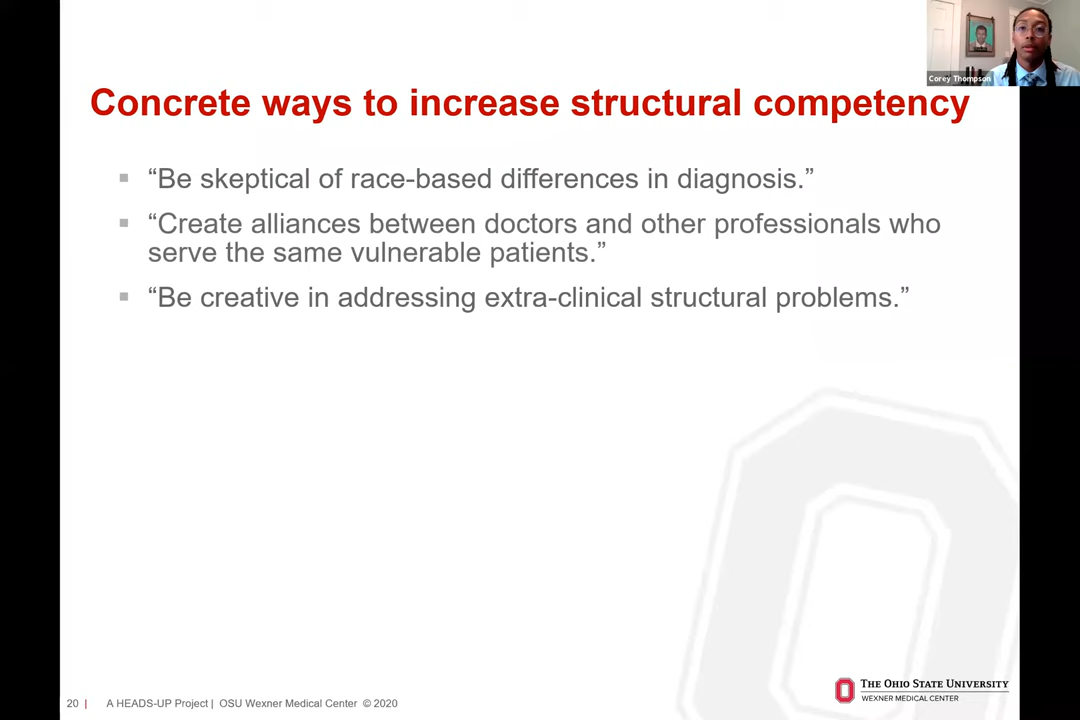 Corey Thompson
Concrete ways to increase structural competency
“Be skeptical of race-based differences in diagnosis.”
“Create alliances between doctors and other professionals who
serve the same vulnerable patients.”
“Be creative in addressing extra-clinical structural problems.”
20 | A HEADS-UP Project | OSU Wexner Medical Center © 2020
THE OHIO STATE UNIVERSITY
WEXNER MEDICAL CENTER